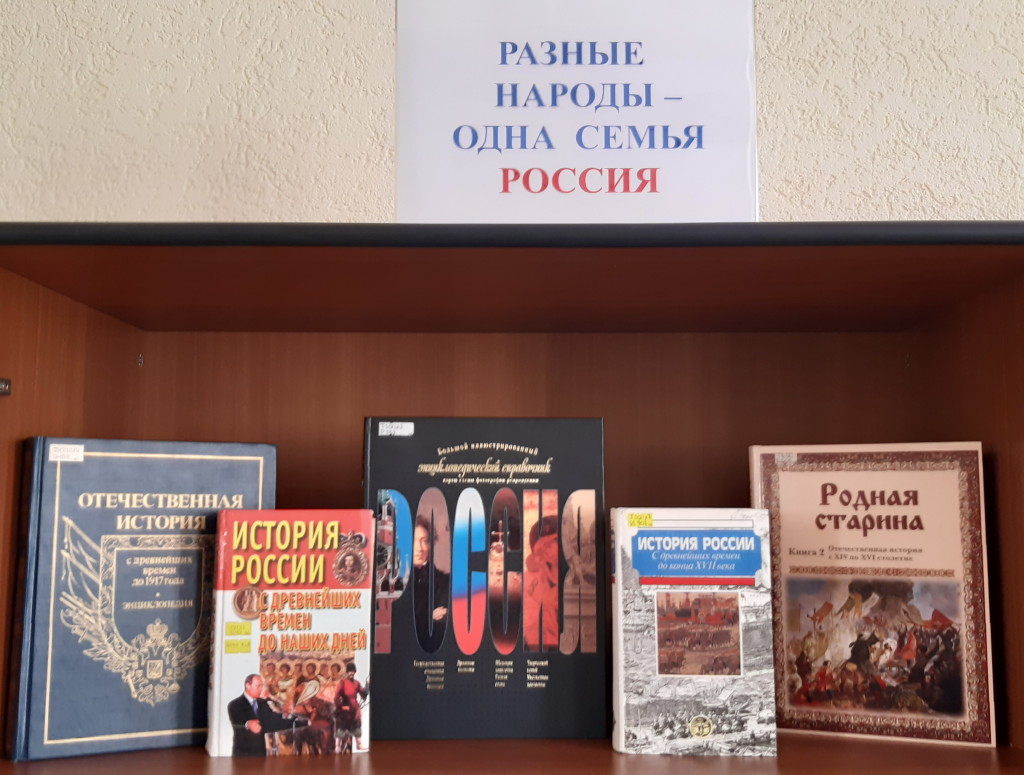 РАЗНЫЕ
НАРОДЫ –
ОДНА СЕМЬЯ
РОССИЯ
ОТЕЧЕСТВЕННАЯ
ИСТОРИЯ
с древнейших
времен
до 1917 года
ЭНЦИКЛОПЕДИЯ
ИСТОРИЯ
РОССИИ
С ДРЕВНЕЙШИХ
ВРЕМЕН
ДО НАШИХ ДНЕЙ
Большой иллюстрированный
энциклопедический справочник
РОССИЯ
ИСТОРИЯ РОССИИ
С древнейших времен
до конца XVII века
Родная
старина
Книга 2
Отечественная история
с XIV по XVI столетие